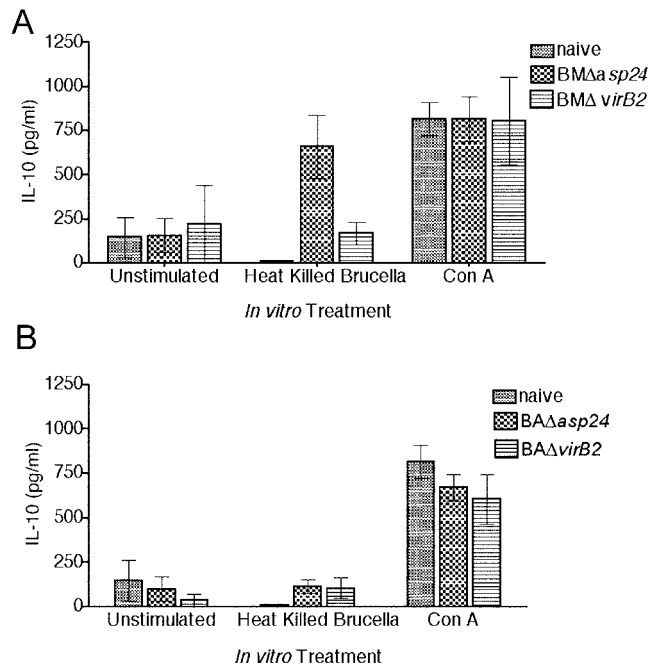 A
1250
1000
750
500
250
0
IL-10 (pg/ml)
naive
BMΔasp24
BMΔ virB2
Unstimulated Heat Killed Brucella Con A
In vitro Treatment
B
1250
1000
750
500
250
0
IL-10 (pg/ml)
naive
BAΔasp24
BAΔvirB2
Unstimulated Heat Killed Brucella Con A
In vitro Treatment